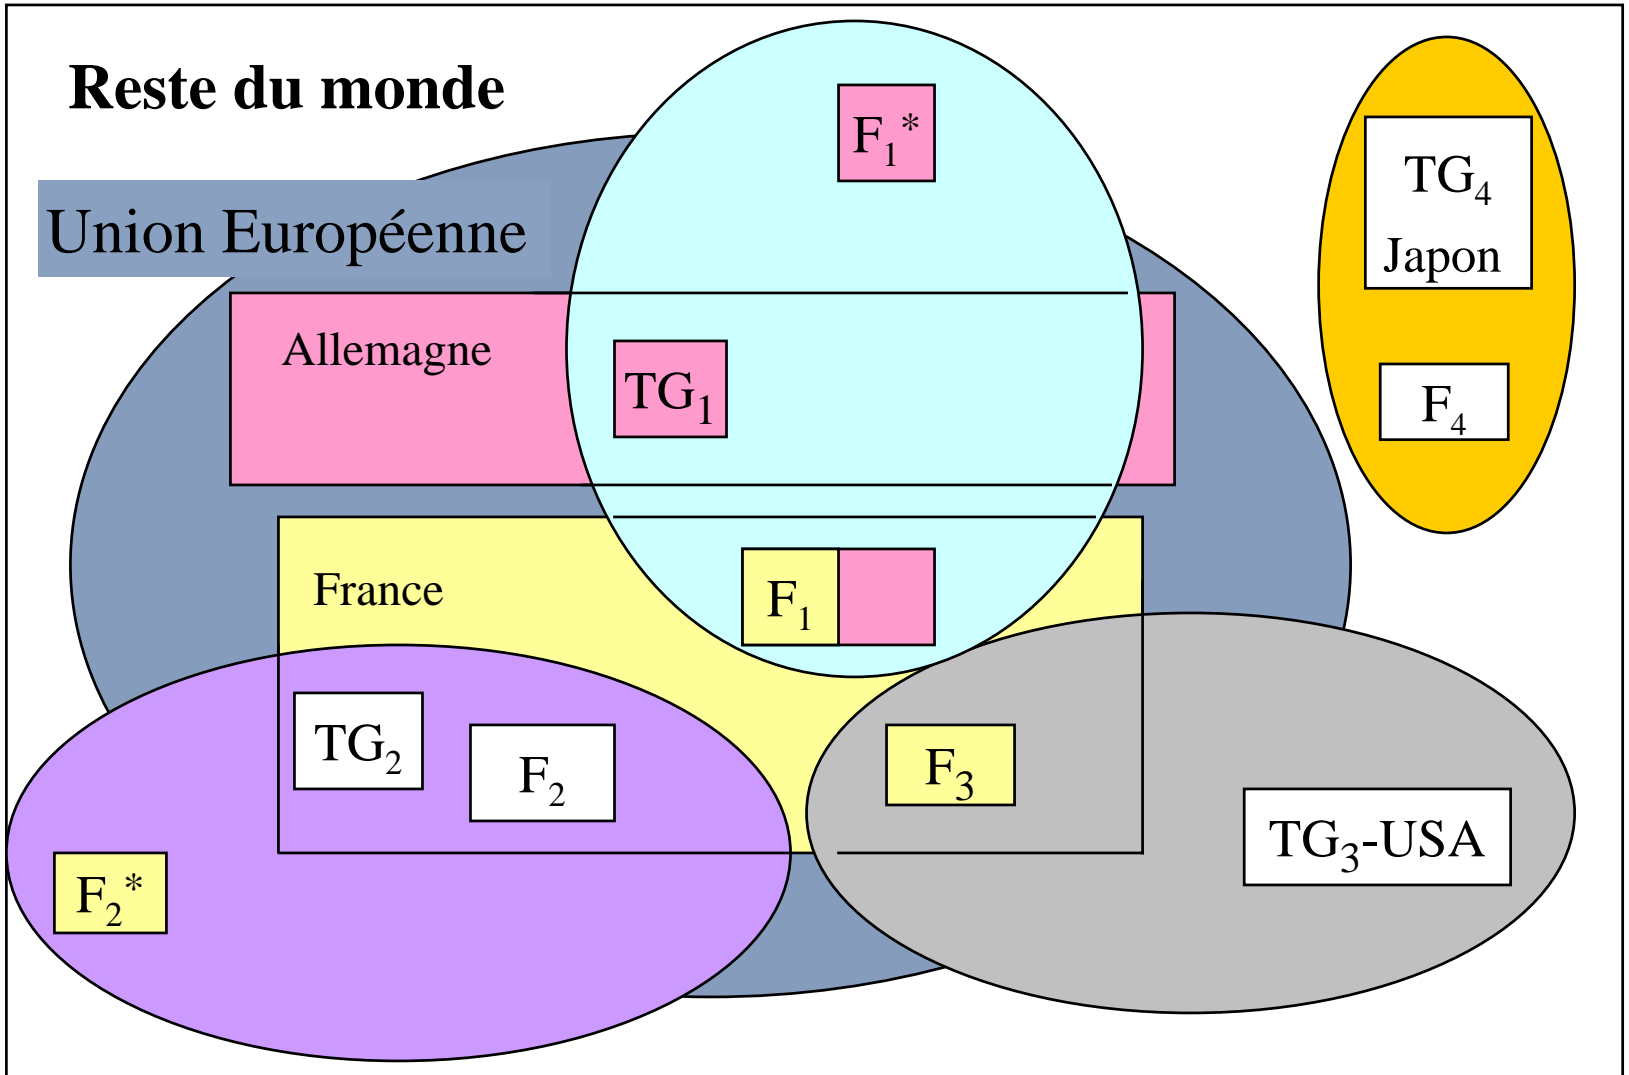 Reste du monde
F₁*
TG₄
Japon
Union Européenne
Allemagne
TG₁
F₄
France
F₁
TG₂
F₂
F₃
TG₃-USA
F₂*